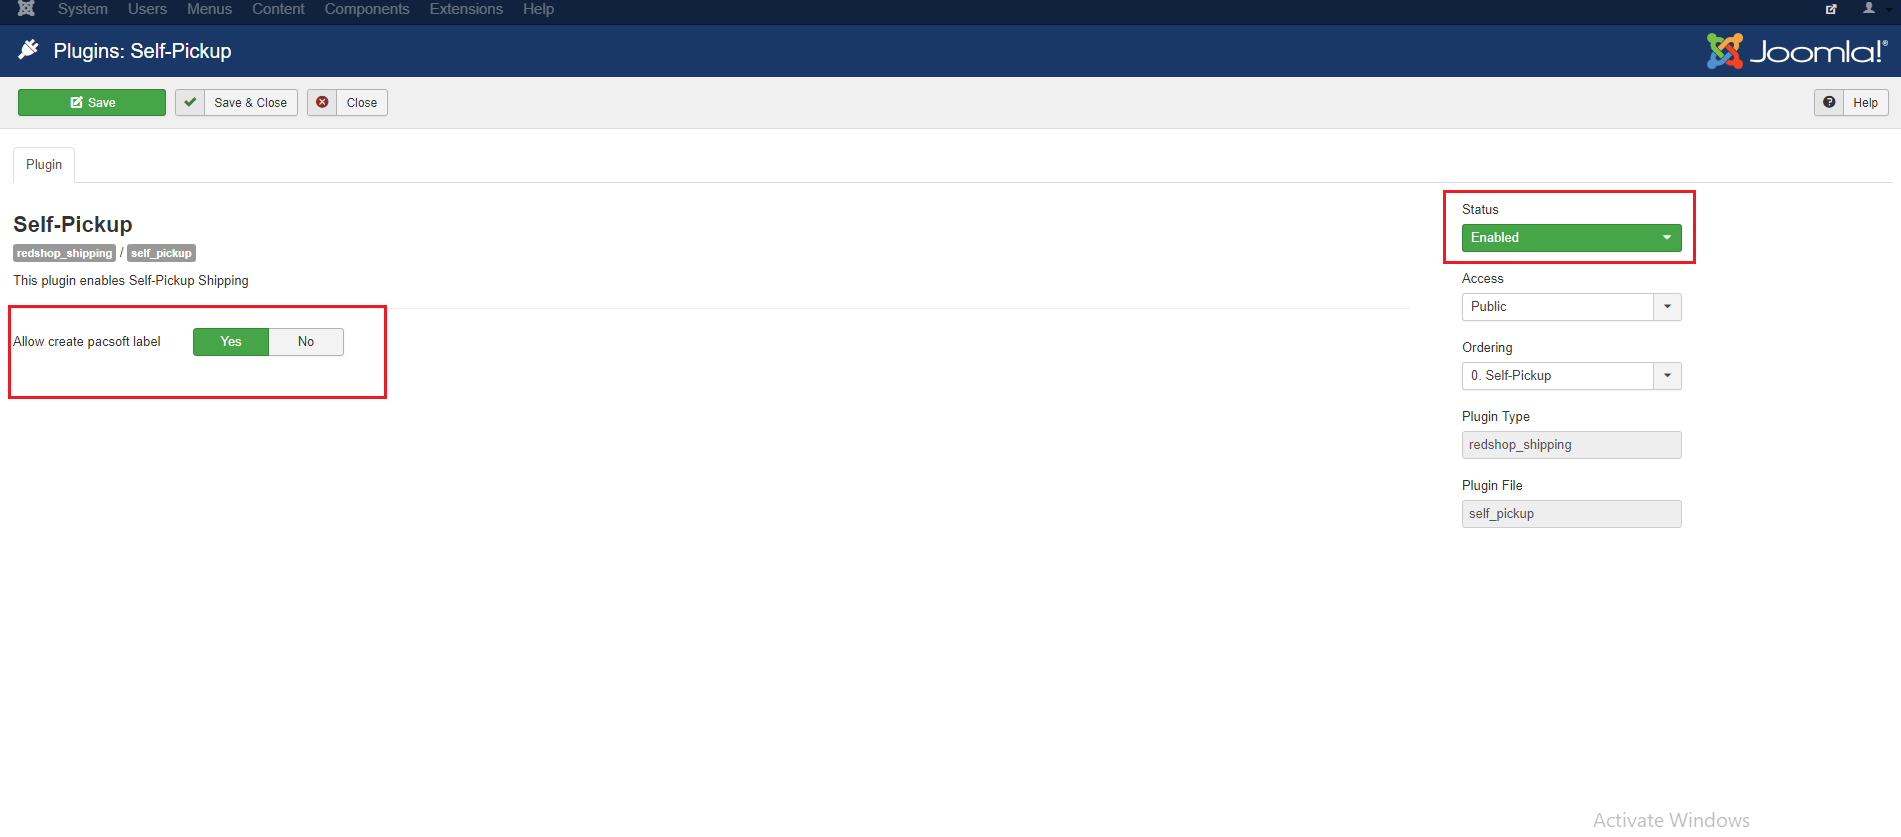 System Users Menus Content Components Extensions Help
Plugins: Self-Pickup
Joomla!®
Save
Save & Close
Close
Help
Plugin
Self-Pickup
redshop_shipping / self_pickup
This plugin enables Self-Pickup Shipping
Allow create pacsoft label
Yes
No
Status
Enabled
Access
Public
Ordering
0. Self-Pickup
Plugin Type
redshop_shipping
Plugin File
self_pickup
Activate Windows